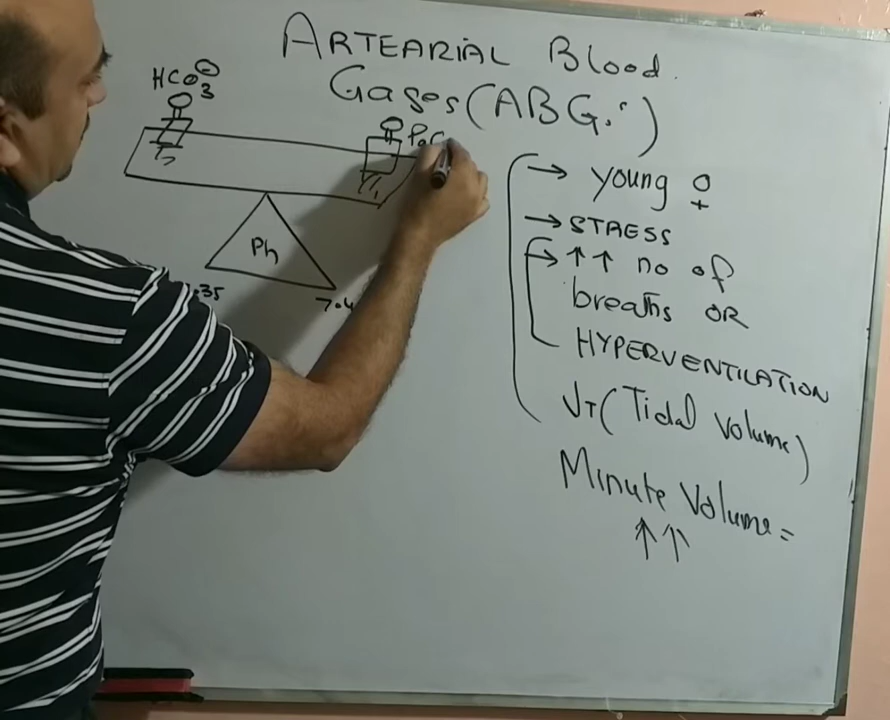 ARTEARIAL Blood.
Gases (ABG.s)
HCO3⊖
Ph
.35
7.4
→ young ♀
→ STRESS
→ ↑↑ no of
breaths OR
HYPERVENTILATION
VT (Tidal Volume)
Minute Volume =
↑↑